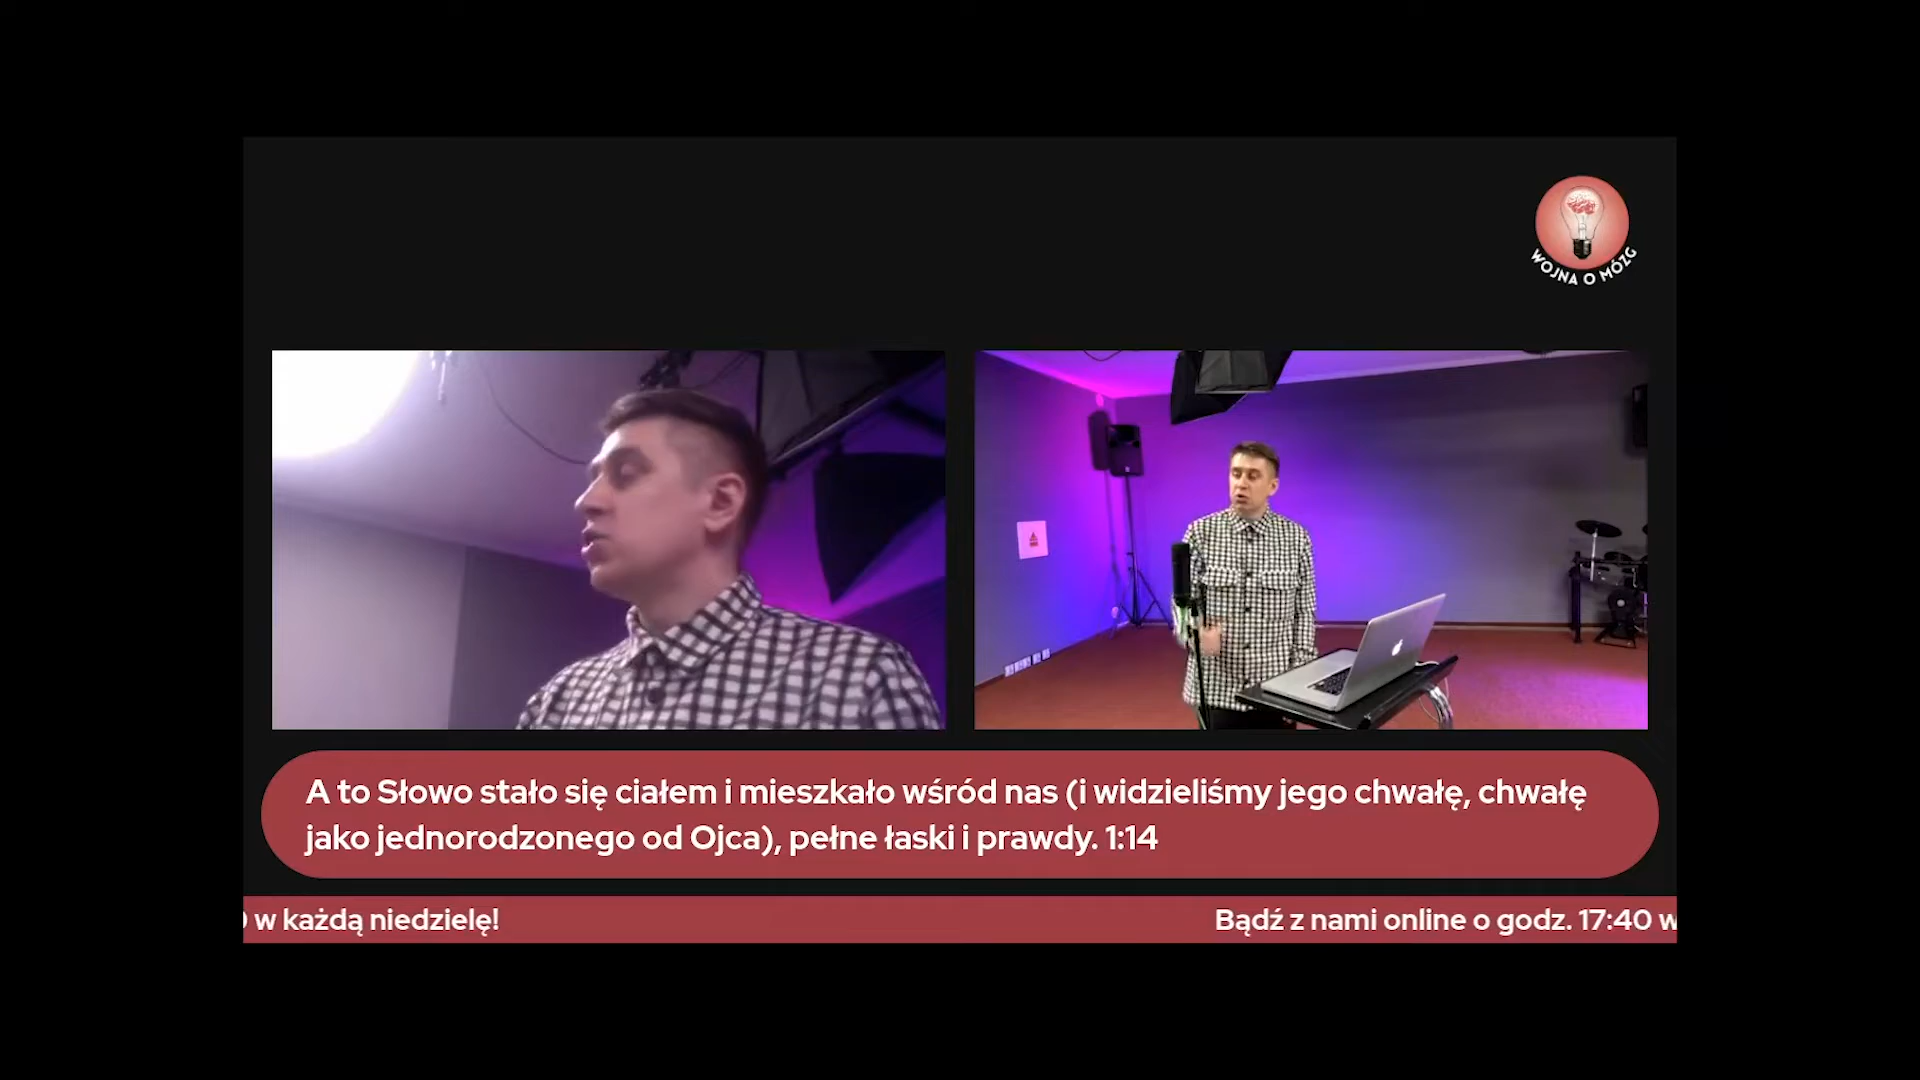 WOJNA O MÓZG
A to Słowo stało się ciałem i mieszkało wśród nas (i widzieliśmy jego chwałę, chwałę
jako jednorodzonego od Ojca), pełne łaski i prawdy. 1:14
w każdą niedzielę!
Bądź z nami online o godz. 17:40 w